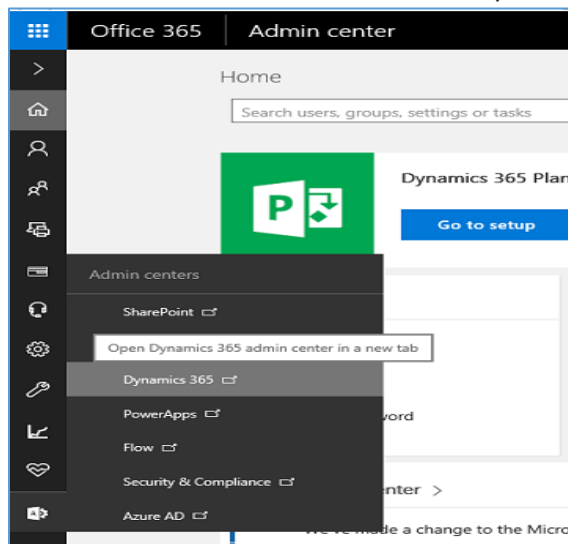 Office 365 Admin center
Home
Search users, groups, settings or tasks
Dynamics 365 Plan
P
Go to setup
Admin centers
SharePoint
Open Dynamics 365 admin center in a new tab
Dynamics 365
PowerApps
word
Flow
Security & Compliance
nter >
Azure AD
We've made a change to the Micro